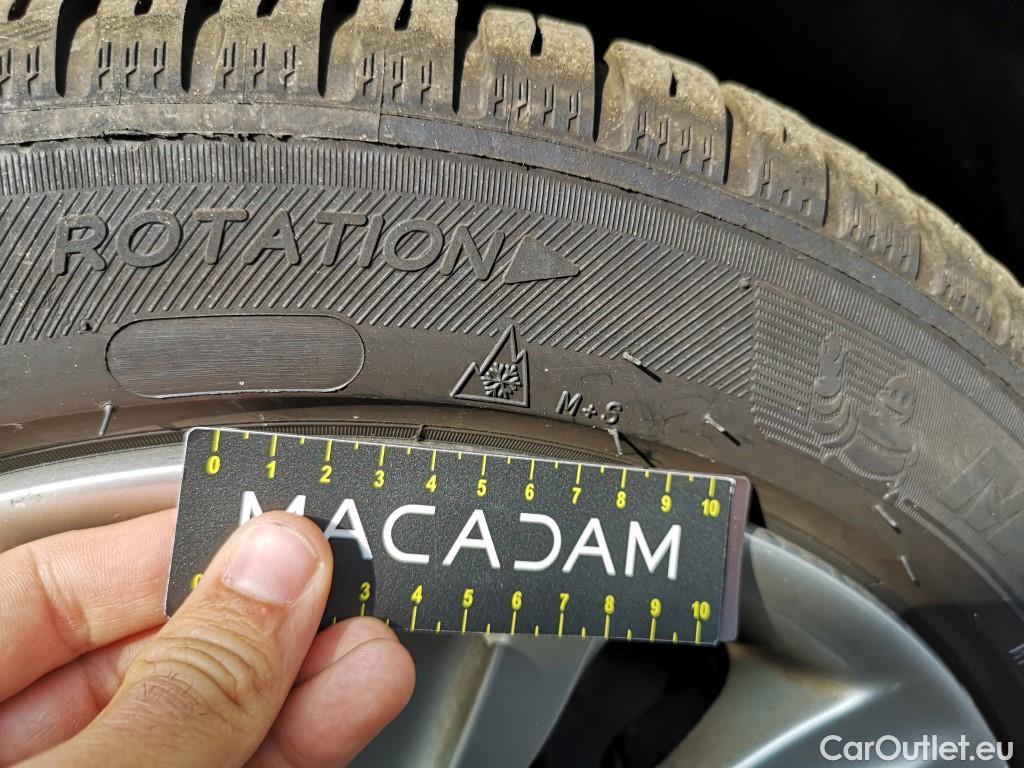 ROTATION
M+S
0 1 2 3 4 5 6 7 8 9 10
MACADAM
3 4 5 6 7 8 9 10
CarOutlet.eu